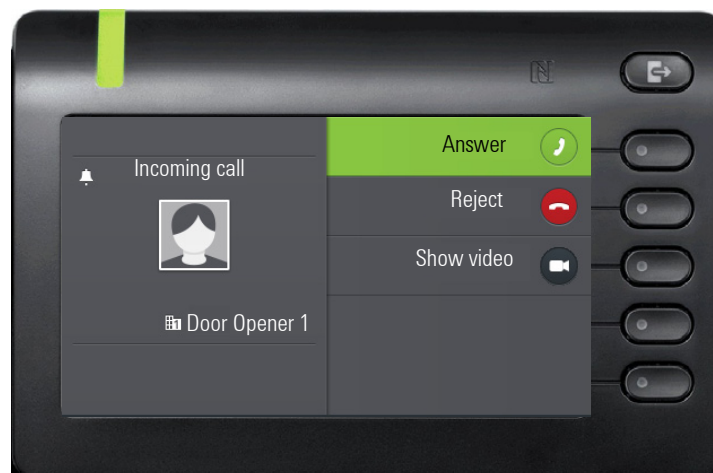 Incoming call
Door Opener 1
Answer
Reject
Show video